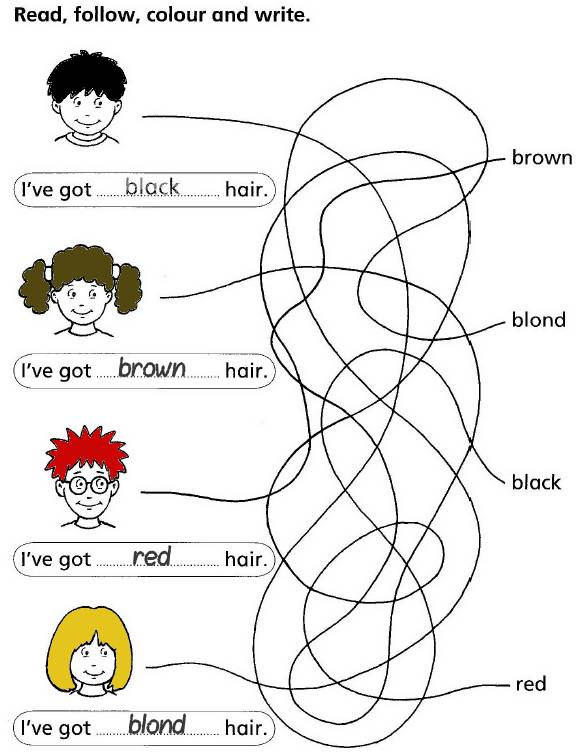 Read, follow, colour and write.
brown
I've got ....black.... hair.
blond
I've got ....brown.... hair.
black
I've got ....red.... hair.
red
I've got ....blond.... hair.